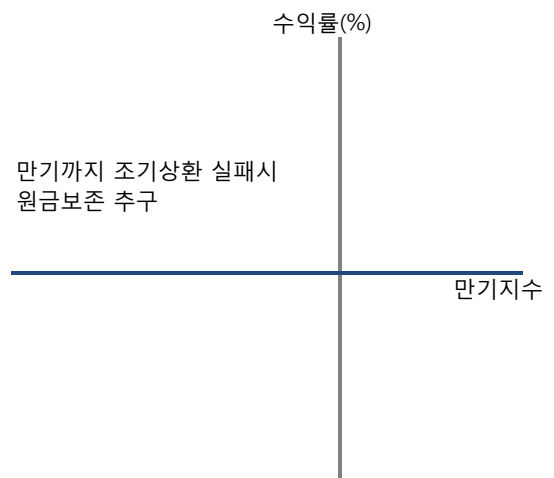 수익률(%)
만기까지 조기상환 실패시
원금보존 추구
만기지수